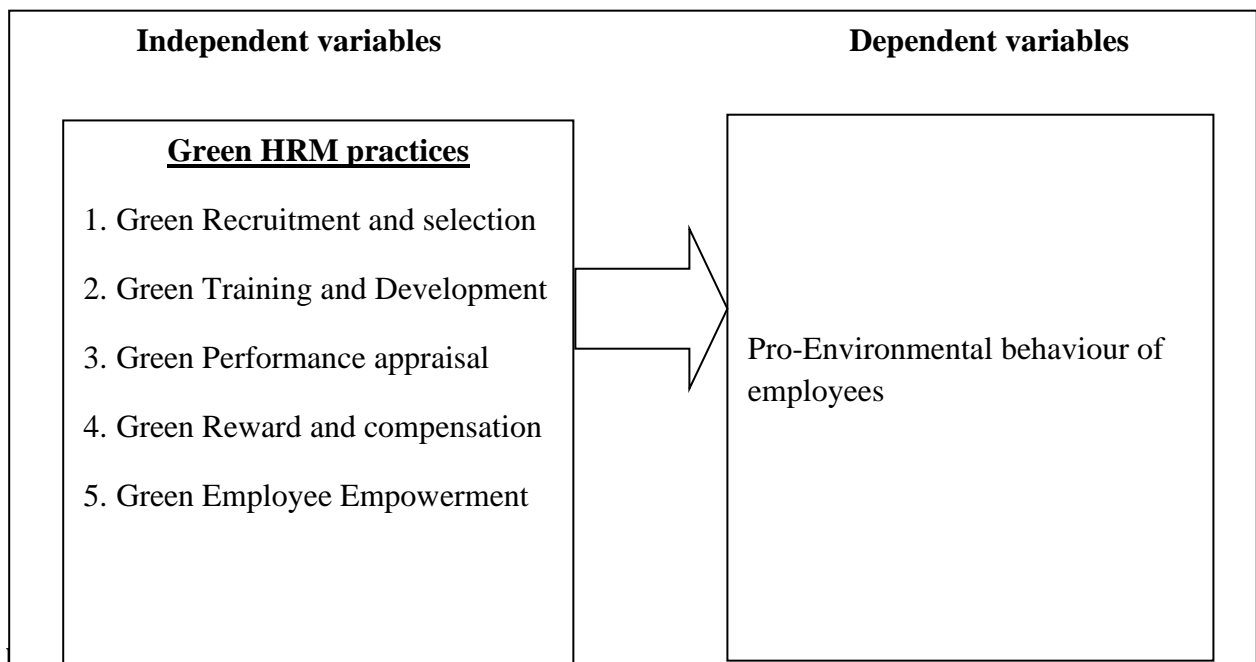 Independent variables
Dependent variables
Green HRM practices
1. Green Recruitment and selection
2. Green Training and Development
3. Green Performance appraisal
4. Green Reward and compensation
5. Green Employee Empowerment
Pro-Environmental behaviour of
employees